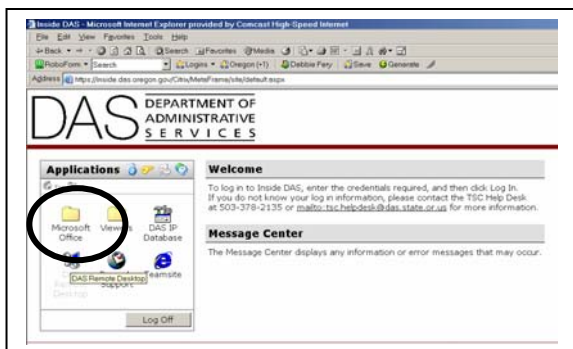 Inside DAS - Microsoft Internet Explorer provided by Comcast High-Speed Internet
File Edit View Favorites Tools Help
Back Search Favorites Media
RoboForm Search Logins Oregon (+1) Debbie Fery Save Generate
Address https://inside.das.oregon.gov/Citrix/MetaFrame/site/default.aspx
DAS DEPARTMENT OF
ADMINISTRATIVE
SERVICES
Applications
Microsoft Office
Viewers
DAS IP Database
DAS Remote Desktop
Support
Teamsite
Log Off
Welcome
To log in to Inside DAS, enter the credentials required, and then click Log In.
If you do not know your log in information, please contact the TSC Help Desk
at 503-378-2135 or mailto:tsc.helpdesk@das.state.or.us for more information.
Message Center
The Message Center displays any information or error messages that may occur.